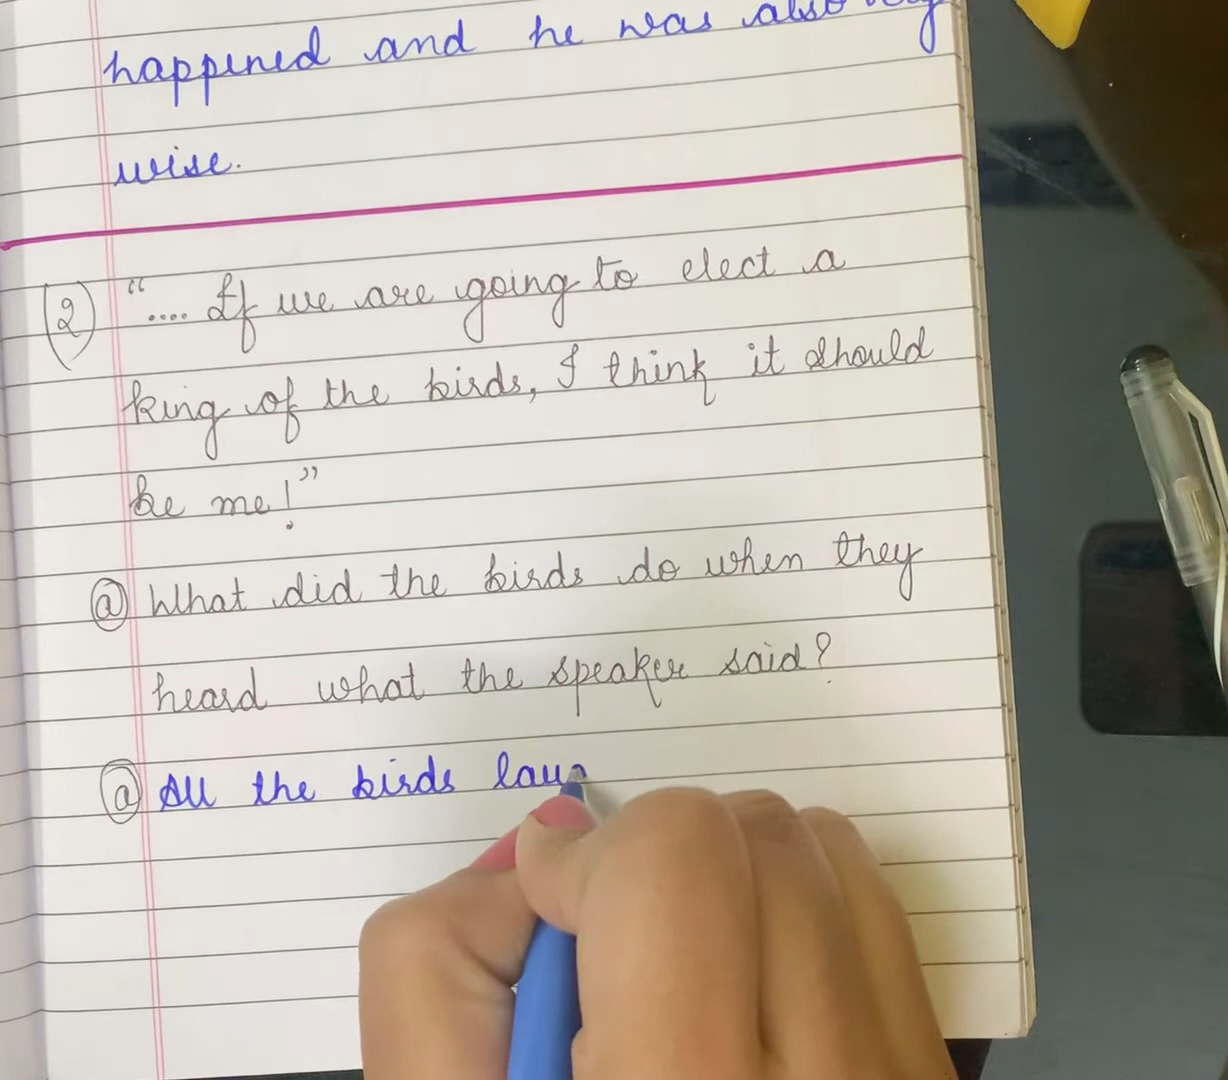 happened and he was also
wise.
(2) “.... If we are going to elect a
king of the birds, I think it should
be me!”
(a) What did the birds do when they
heard what the speaker said?
(a) All the birds